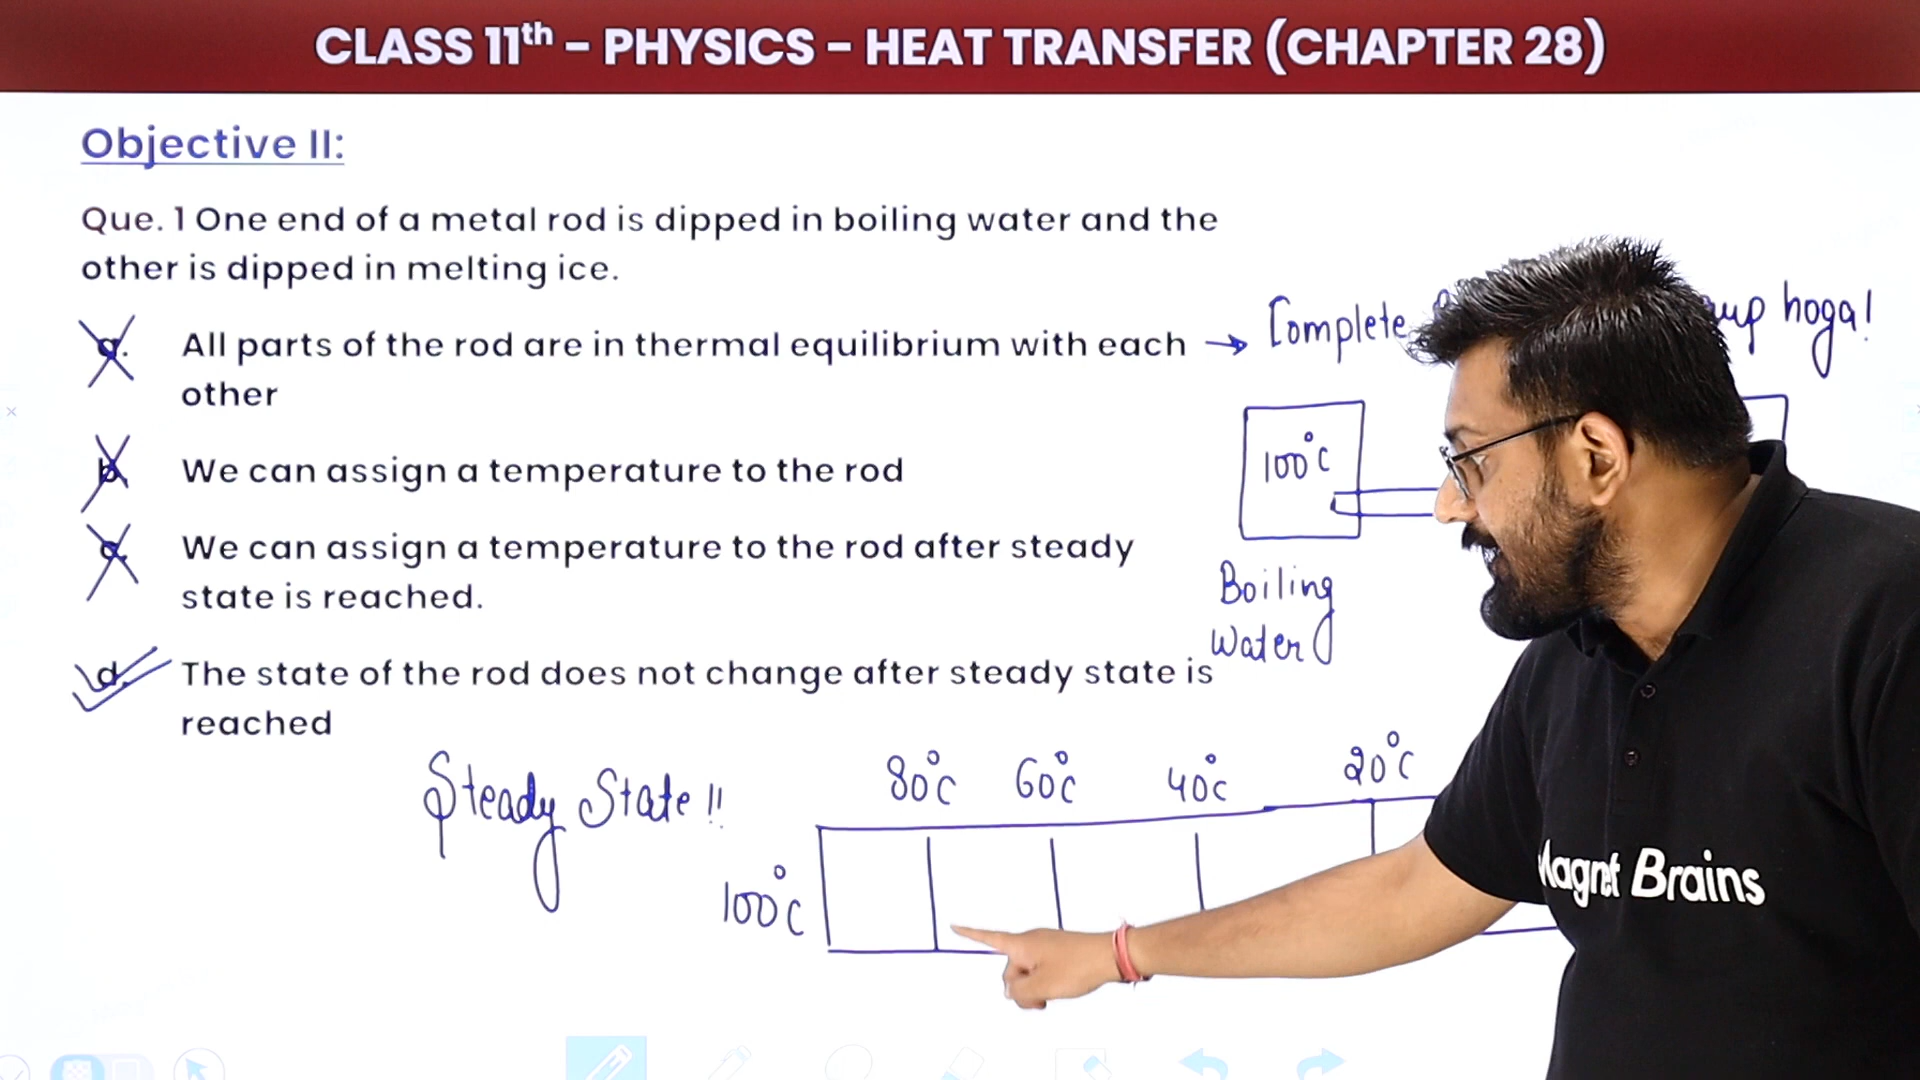 CLASS 11th - PHYSICS - HEAT TRANSFER (CHAPTER 28)
Objective II:
Que. 1 One end of a metal rod is dipped in boiling water and the
other is dipped in melting ice.
a. All parts of the rod are in thermal equilibrium with each
other
→ Complete hoga!
b. We can assign a temperature to the rod
100°C
c. We can assign a temperature to the rod after steady
state is reached.
Boiling
Water
d. The state of the rod does not change after steady state is
reached
Steady State!!
80°C 60°C 40°C 20°C
100°C
Magnet Brains